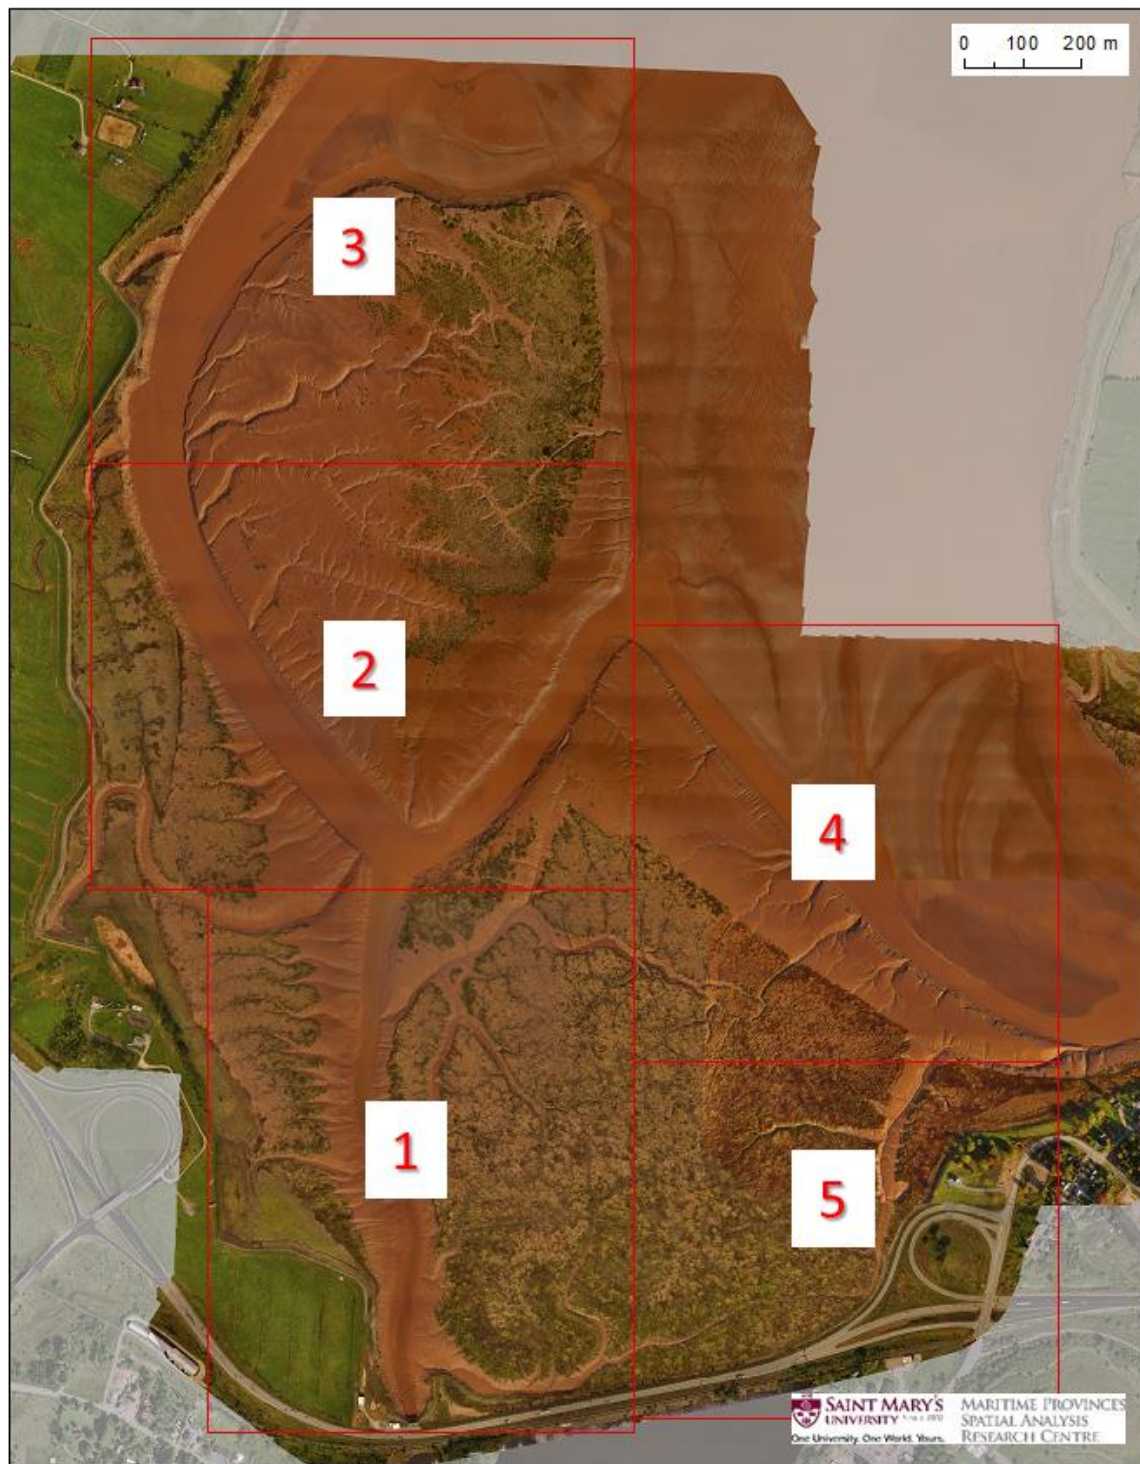 0 100 200 m
3
2
4
1
5
SAINT MARY'S
UNIVERSITY
One University. One World. Yours.
MARITIME PROVINCES
SPATIAL ANALYSIS
RESEARCH CENTRE